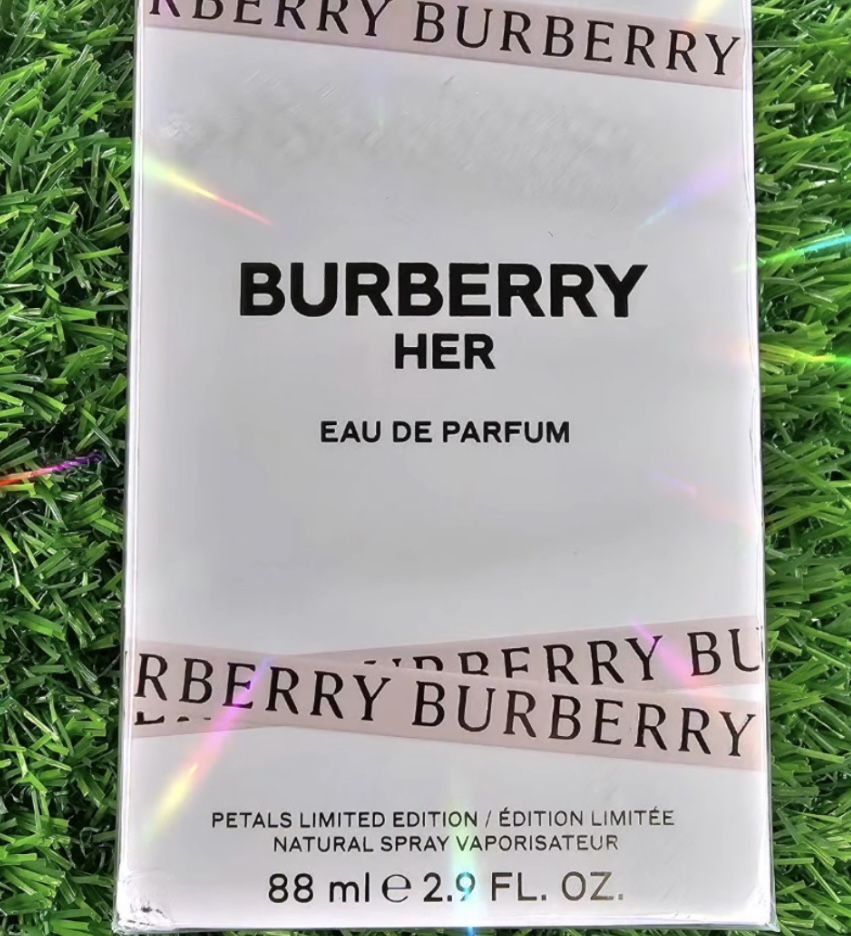 RBERRY BURBERRY
BURBERRY
HER
EAU DE PARFUM
RBERRY BU
RBERRY BURBERRY
PETALS LIMITED EDITION / ÉDITION LIMITÉE
NATURAL SPRAY VAPORISATEUR
88 ml ℮ 2.9 FL. OZ.